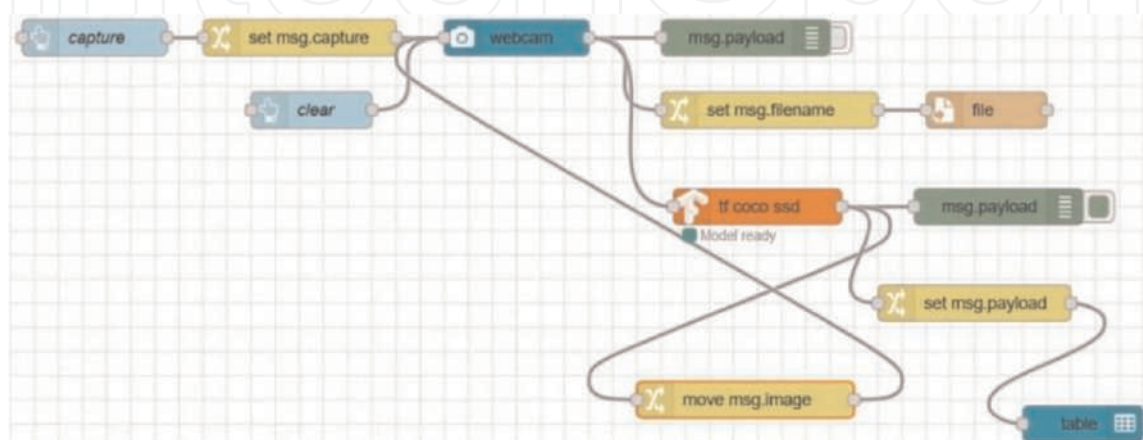 capture
set msg.capture
webcam
msg.payload
clear
set msg.filename
file
tf coco ssd
msg.payload
Model ready
set msg.payload
move msg.image
table